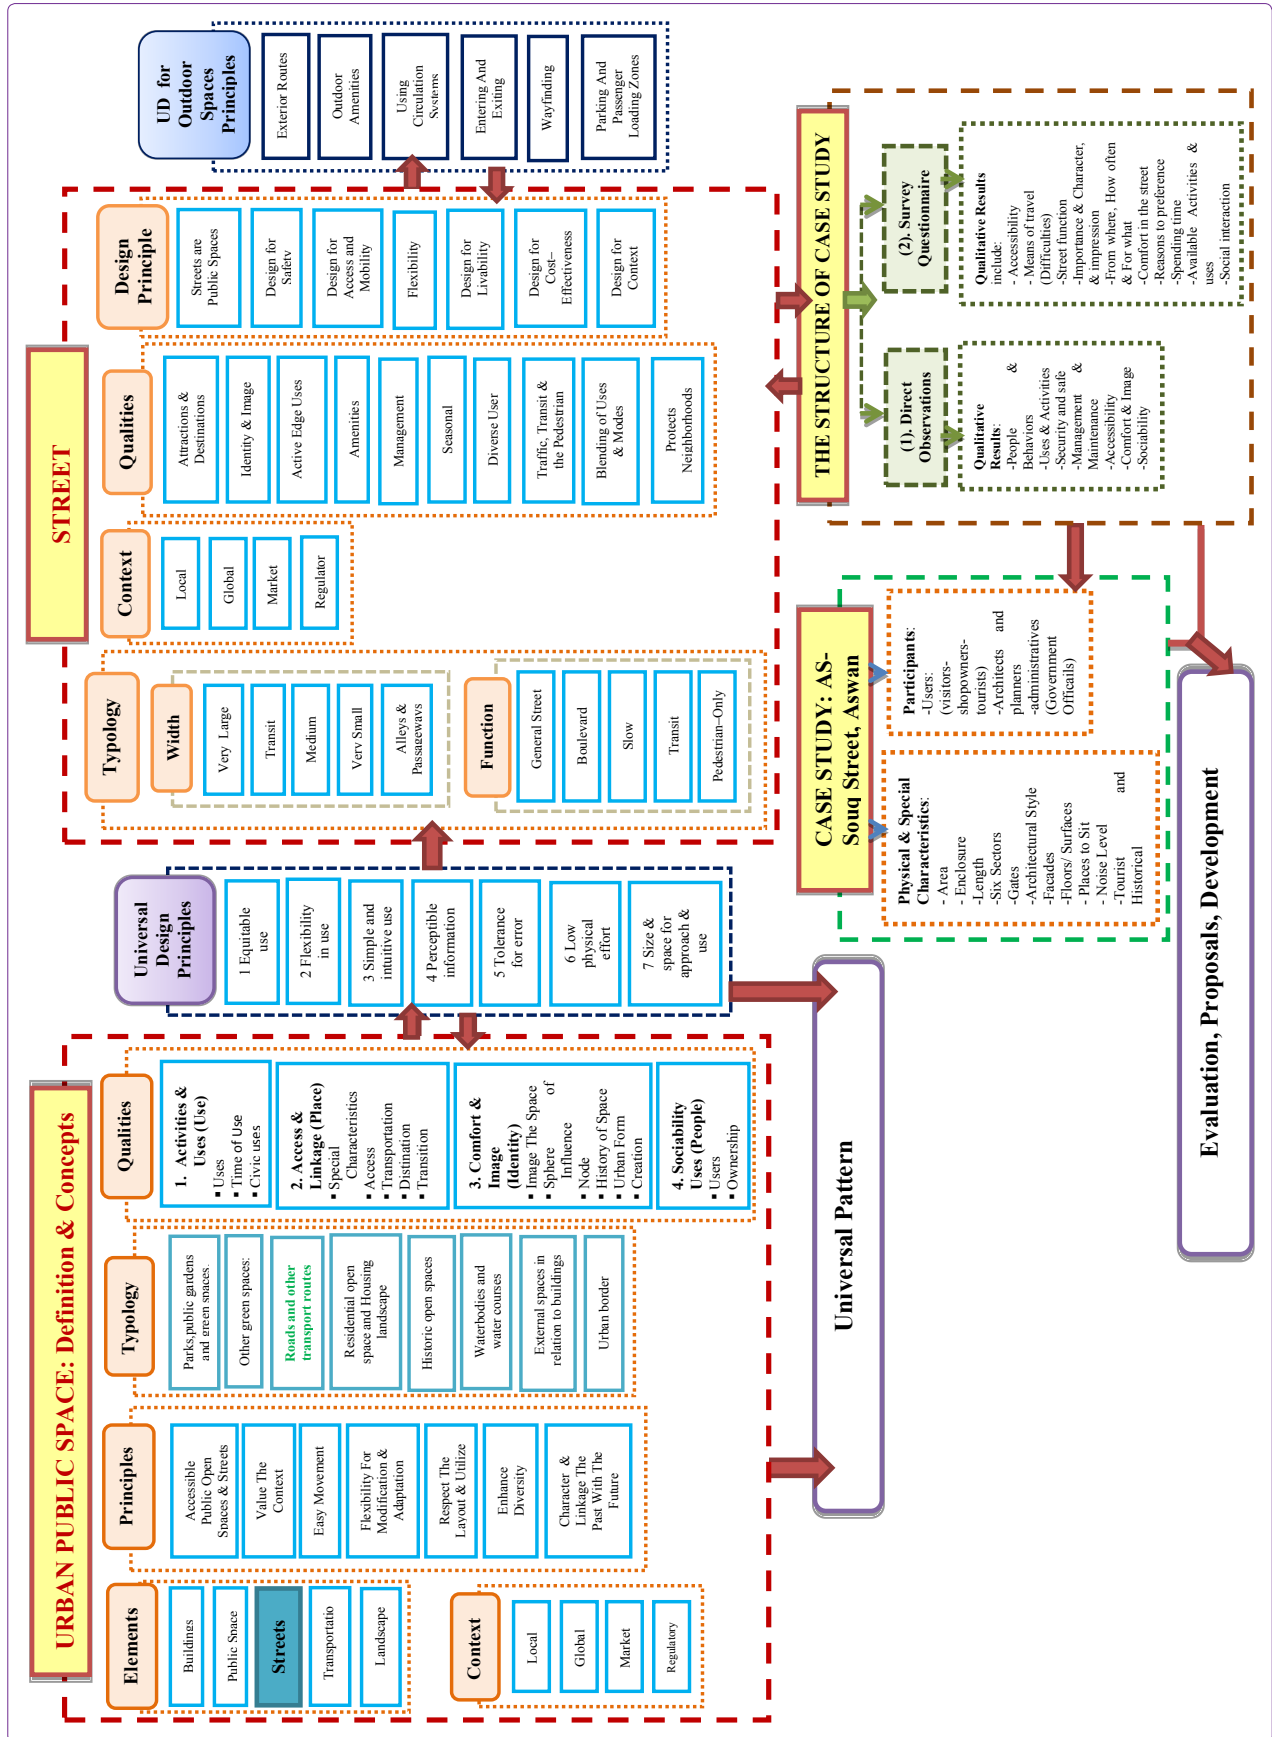 URBAN PUBLIC SPACE: Definition & Concepts
Elements
Buildings
Public Space
Streets
Transportatio
Landscape
Context
Local
Global
Market
Regulatory
Principles
Accessible
Public Open
Spaces & Streets
Value The
Context
Easy Movement
Flexibility For
Modification &
Adaptation
Respect The
Layout & Utilize
Enhance
Diversity
Character &
Linkage The
Past With The
Future
Typology
Parks,public gardens
and green spaces.
Other green spaces:
Roads and other
transport routes
Residential open
space and Housing
landscape
Historic open spaces
Waterbodies and
water courses
External spaces in
relation to buildings
Urban border
Qualities
1. Activities &
Uses (Use)
▪ Uses
▪ Time of Use
▪ Civic uses
2. Access &
Linkage (Place)
▪ Special
Characteristics
▪ Access
▪ Transportation
▪ Distination
▪ Transition
3. Comfort &
Image
(Identity)
▪ Image The Space
▪ Sphere of
Influence
▪ Node
▪ History of Space
▪ Urban Form
▪ Creation
4. Sociability
Uses (People)
▪ Users
▪ Ownership
Universal
Design
Principles
1 Equitable
use
2 Flexibility
in use
3 Simple and
intuitive use
4 Perceptible
information
5 Tolerance
for error
6 Low
physical
effort
7 Size &
space for
approach &
use
STREET
Typology
Width
Very Large
Transit
Medium
Very Small
Alleys &
Passageways
Function
General Street
Boulevard
Slow
Transit
Pedestrian–Only
Context
Local
Global
Market
Regulator
Qualities
Attractions &
Destinations
Identity & Image
Active Edge Uses
Amenities
Management
Seasonal
Diverse User
Traffic, Transit &
the Pedestrian
Blending of Uses
& Modes
Protects
Neighborhoods
Design
Principle
Streets are
Public Spaces
Design for
Safety
Design for
Access and
Mobility
Flexibility
Design for
Livability
Design for
Cost–
Effectiveness
Design for
Context
UD for
Outdoor
Spaces
Principles
Exterior Routes
Outdoor
Amenities
Using
Circulation
Systems
Entering And
Exiting
Wayfinding
Parking And
Passenger
Loading Zones
Universal Pattern
CASE STUDY: AS-
Souq Street, Aswan
Physical & Special
Characteristics:
- Area
- Enclosure
-Length
-Six Sectors
-Gates
-Architectural Style
-Facades
-Floors/ Surfaces
- Places to Sit
- Noise Level
-Tourist and
Historical
Participants:
-Users:
(visitors-
shopowners-
tourists)
-Architects and
planners
-administratives
(Government
Officails)
THE STRUCTURE OF CASE STUDY
(1). Direct
Observations
Qualitative
Results:
-People &
Behaviors
-Uses & Activities
-Security and safe
-Management &
Maintenance
-Accessibility
-Comfort & Image
-Sociability
(2). Survey
Questionnaire
Qualitative Results
include:
- Accessibility
- Means of travel
(Difficulties)
-Street function
-Importance & Character,
& impression
-From where, How often
& For what
-Comfort in the street
-Reasons to preference
-Spending time
-Available Activities &
uses
-Social interaction
Evaluation, Proposals, Development